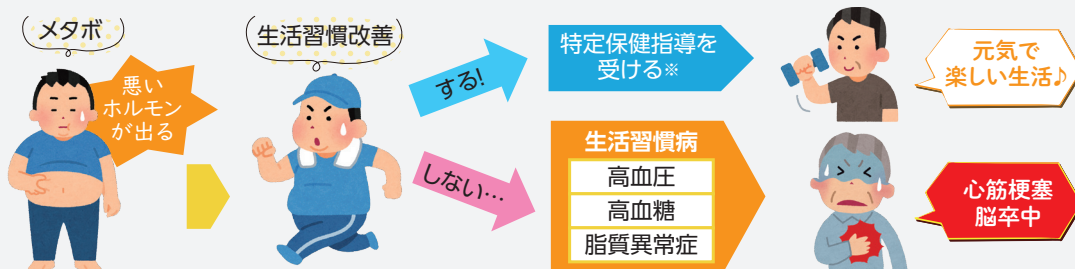 メタボ
悪い
ホルモン
が出る
生活習慣改善
する!
特定保健指導を
受ける※
元気で
楽しい生活♪
しない…
生活習慣病
高血圧
高血糖
脂質異常症
心筋梗塞
脳卒中